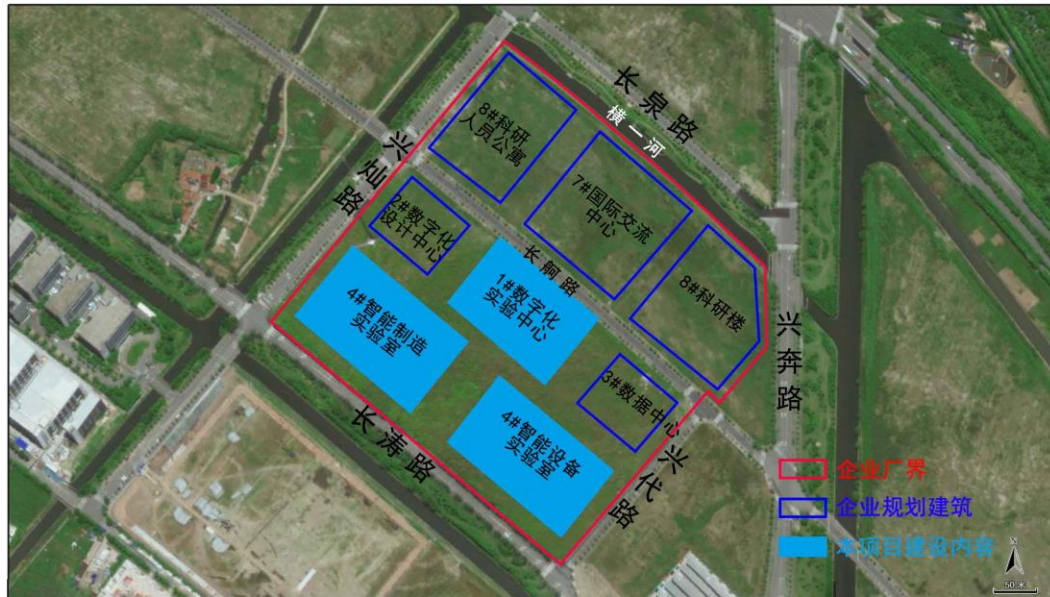 长泉路
横一河
兴灿路
8#科研
人员公寓
7#国际交流
中心
2#数字化
设计中心
长舸路
8#科研楼
1#数字化
实验中心
4#智能制造
实验室
兴奔路
3#数据中心
4#智能设备
实验室
长涛路
兴代路
企业厂界
企业规划建筑
本项目建设内容
N
50 米